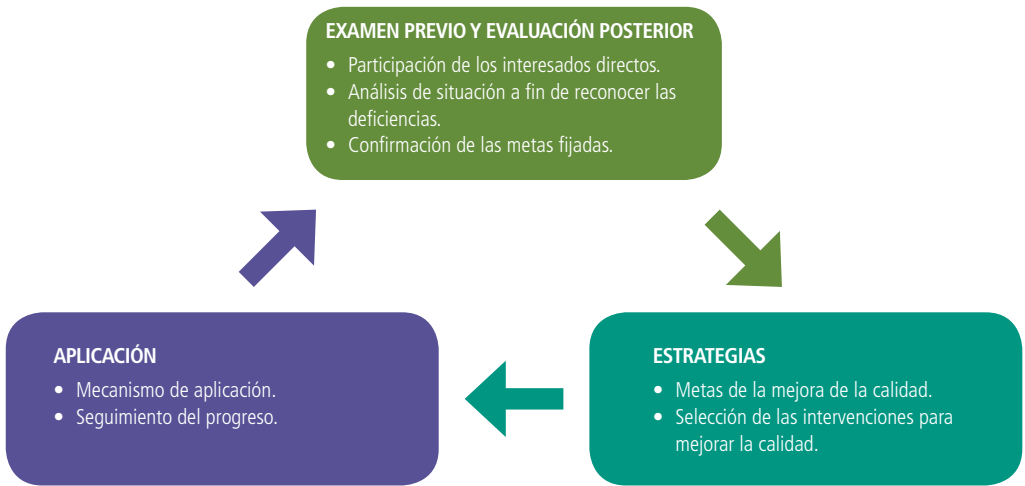 EXAMEN PREVIO Y EVALUACIÓN POSTERIOR
• Participación de los interesados directos.
• Análisis de situación a fin de reconocer las
deficiencias.
• Confirmación de las metas fijadas.
APLICACIÓN
• Mecanismo de aplicación.
• Seguimiento del progreso.
ESTRATEGIAS
• Metas de la mejora de la calidad.
• Selección de las intervenciones para
mejorar la calidad.